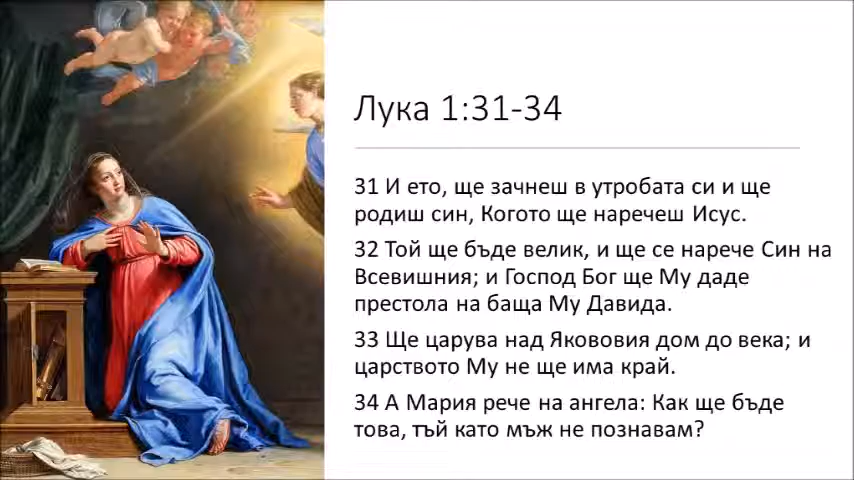 Лука 1:31-34
31 И ето, ще зачнеш в утробата си и ще
родиш син, Когото ще наречеш Исус.
32 Той ще бъде велик, и ще се нарече Син на
Всевишния; и Господ Бог ще Му даде
престола на баща Му Давида.
33 Ще царува над Якововия дом до века; и
царството Му не ще има край.
34 А Мария рече на ангела: Как ще бъде
това, тъй като мъж не познавам?